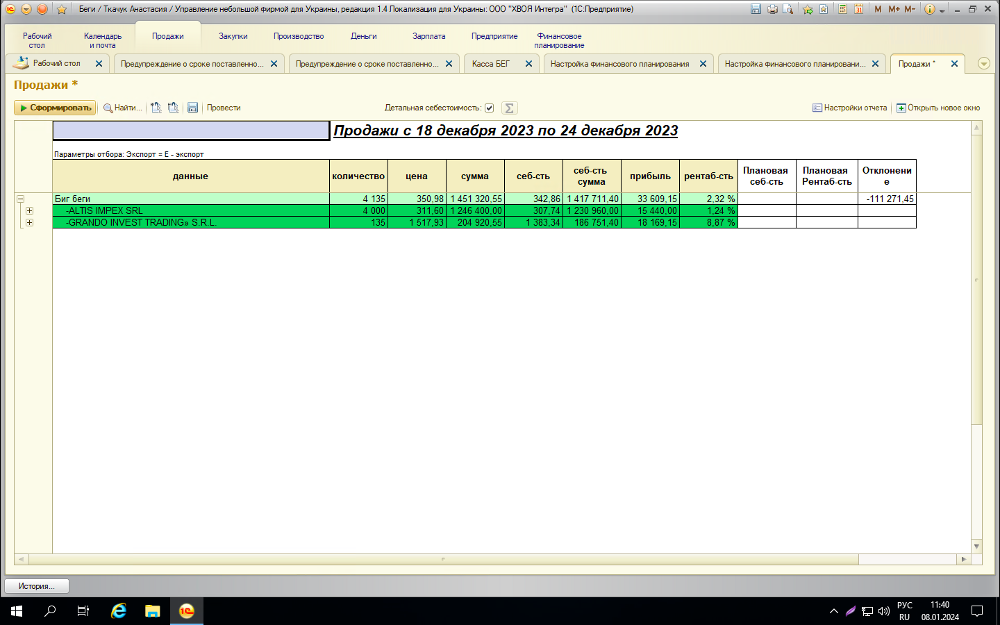 Беги / Ткачук Анастасия / Управление небольшой фирмой для Украины, редакция 1.4 Локализация для Украины: ООО "ХВОЯ Интегра" (1С:Предприятие)
M M+ M-
Рабочий стол
Календарь и почта
Продажи
Закупки
Производство
Деньги
Зарплата
Предприятие
Финансовое планирование
Рабочий стол
Предупреждение о сроке поставленно...
Предупреждение о сроке поставленно...
Касса БЕГ
Настройка финансового планирования
Настройка финансового планировани...
Продажи *
Продажи *
Сформировать
Найти...
Провести
Детальная себестоимость:
Σ
Настройки отчета
Открыть новое окно
Продажи с 18 декабря 2023 по 24 декабря 2023
Параметры отбора: Экспорт = Е - экспорт
данные количество цена сумма себ-сть себ-сть сумма прибыль рентаб-сть Плановая себ-сть Плановая Рентаб-сть Отклонение
Биг беги 4 135 350,98 1 451 320,55 342,86 1 417 711,40 33 609,15 2,32 % -111 271,45
-ALTIS IMPEX SRL 4 000 311,60 1 246 400,00 307,74 1 230 960,00 15 440,00 1,24 %
-GRANDO INVEST TRADING» S.R.L. 135 1 517,93 204 920,55 1 383,34 186 751,40 18 169,15 8,87 %
История...
РУС
RU
11:40
08.01.2024